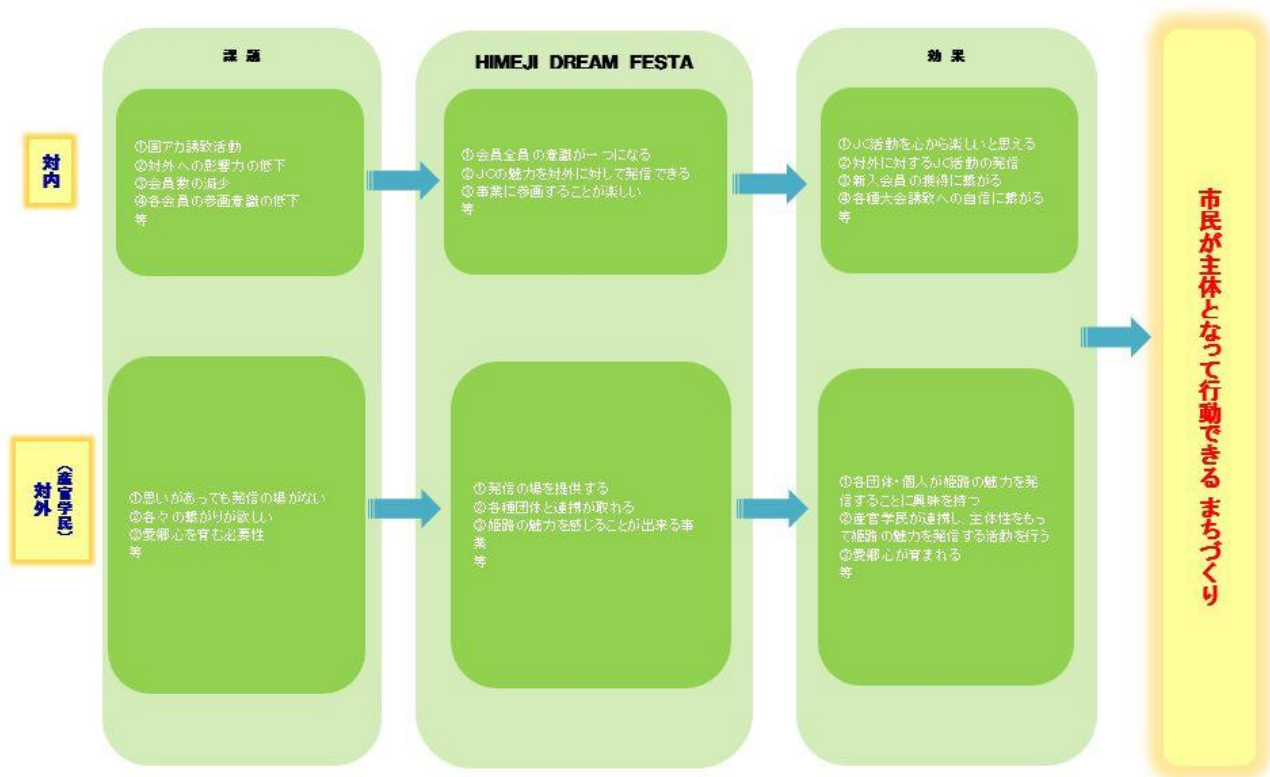 課 題
HIMEJI DREAM FESTA
効 果
対内
①国アカ誘致活動
②対外への影響力の低下
③会員数の減少
④各会員の参画意識の低下
等
①会員全員の意識が一つになる
②JCの魅力を対外に対して発信できる
③事業に参画することが楽しい
等
①JC活動を心から楽しいと思える
②対外に対するJC活動の発信
③新入会員の獲得に繋がる
④各種大会誘致への自信に繋がる
等
対外
(産官学民)
①思いがあっても発信の場がない
②各々の繋がりが欲しい
③愛郷心を育む必要性
等
①発信の場を提供する
②各種団体と連携が取れる
③姫路の魅力を感じることが出来る事
業
等
①各団体・個人が姫路の魅力を発
信することに興味を持つ
②産官学民が連携し、主体性をもっ
て姫路の魅力を発信する活動を行う
③愛郷心が育まれる
等
市民が主体となって行動できる まちづくり